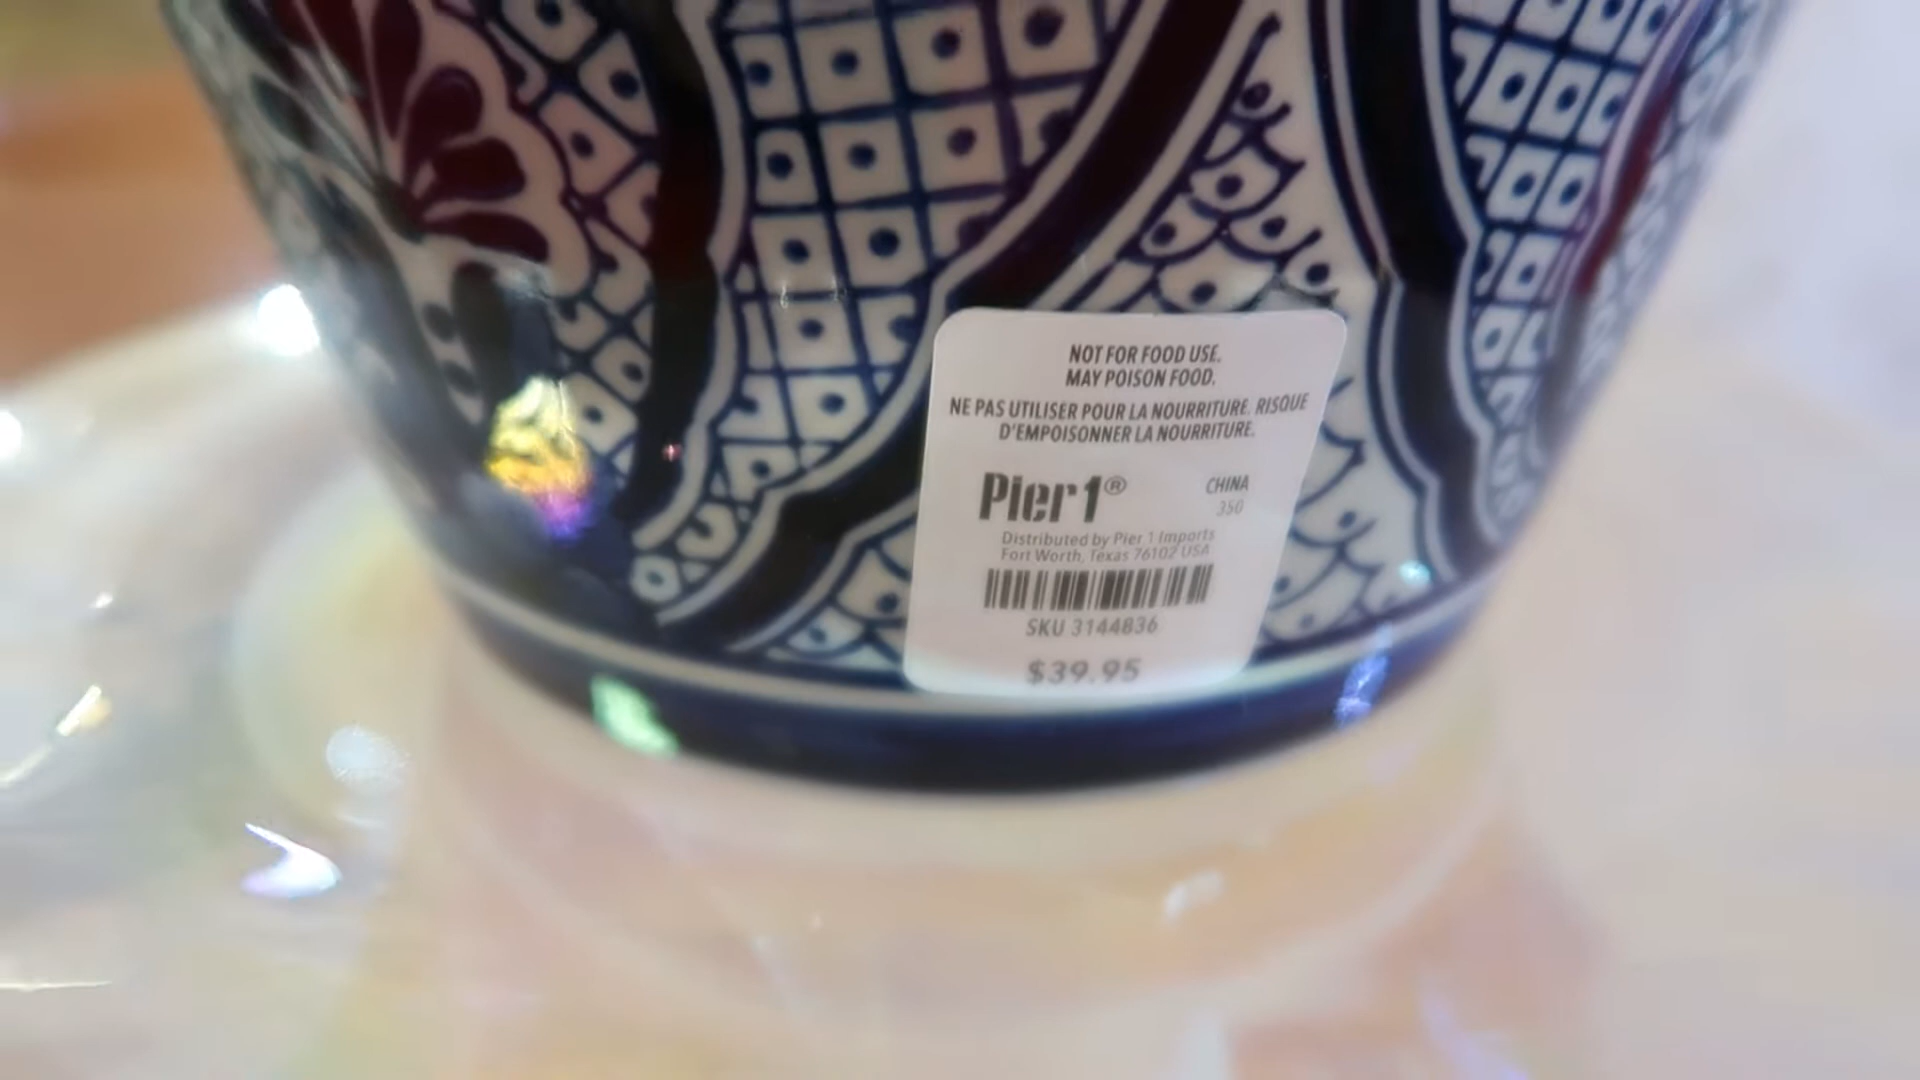 NOT FOR FOOD USE.
MAY POISON FOOD.
NE PAS UTILISER POUR LA NOURRITURE. RISQUE
D'EMPOISONNER LA NOURRITURE.
Pier 1® CHINA
350
Distributed by Pier 1 Imports
Fort Worth, Texas 76102 USA
SKU 3144836
$39.95